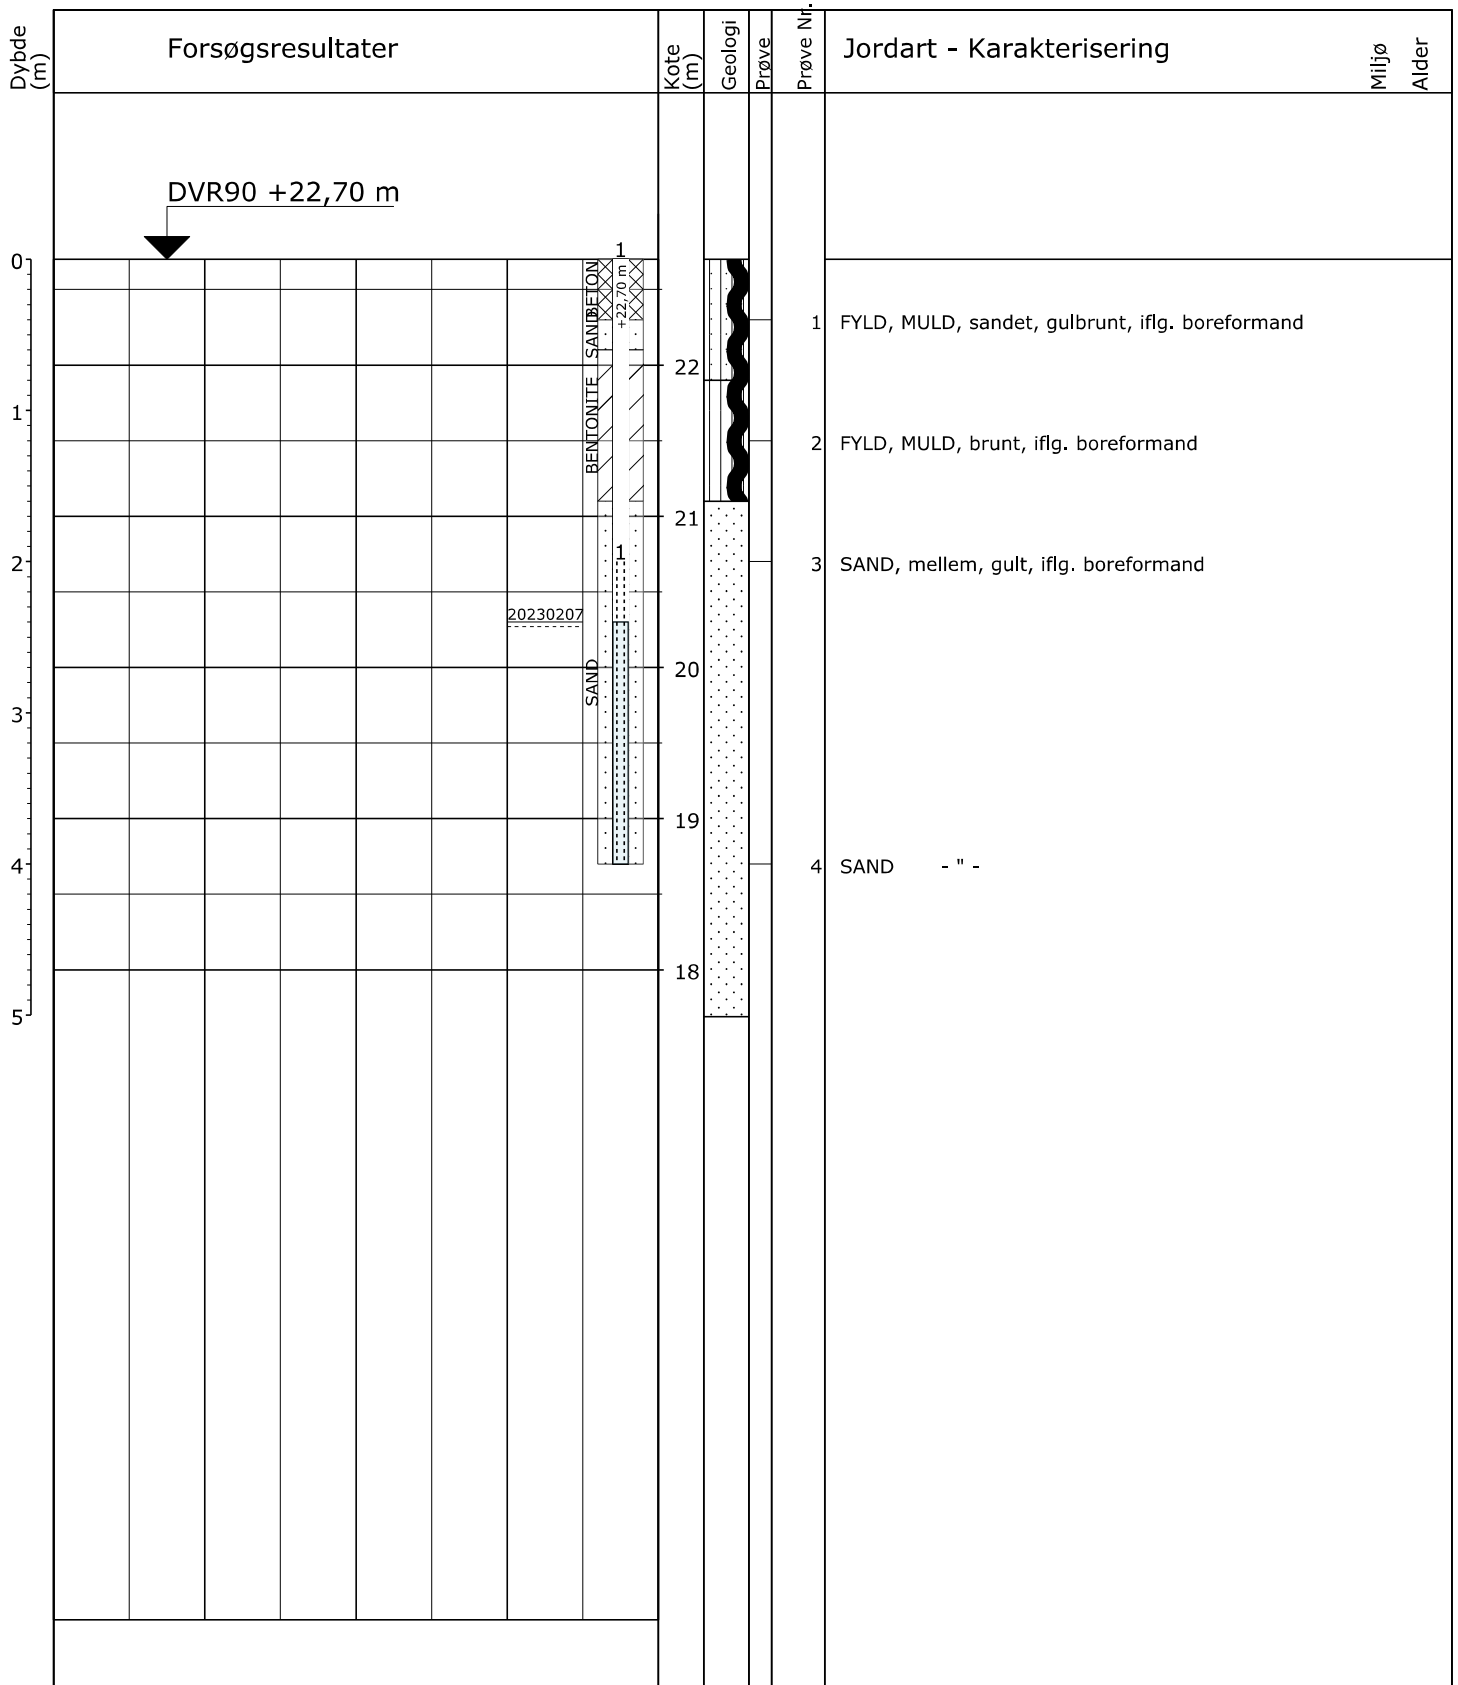 Dybde
(m)
Forsøgsresultater
Kote
(m)
Geologi
Prøve
Prøve Nr.
Jordart - Karakterisering
Miljø
Alder
DVR90 +22,70 m
1
0
BETON
+22,70 m
SAND
1 FYLD, MULD, sandet, gulbrunt, iflg. boreformand
22
1
BENTONITE
2 FYLD, MULD, brunt, iflg. boreformand
21
1
2
3 SAND, mellem, gult, iflg. boreformand
20230207
20
SAND
3
19
4
4 SAND - " -
18
5